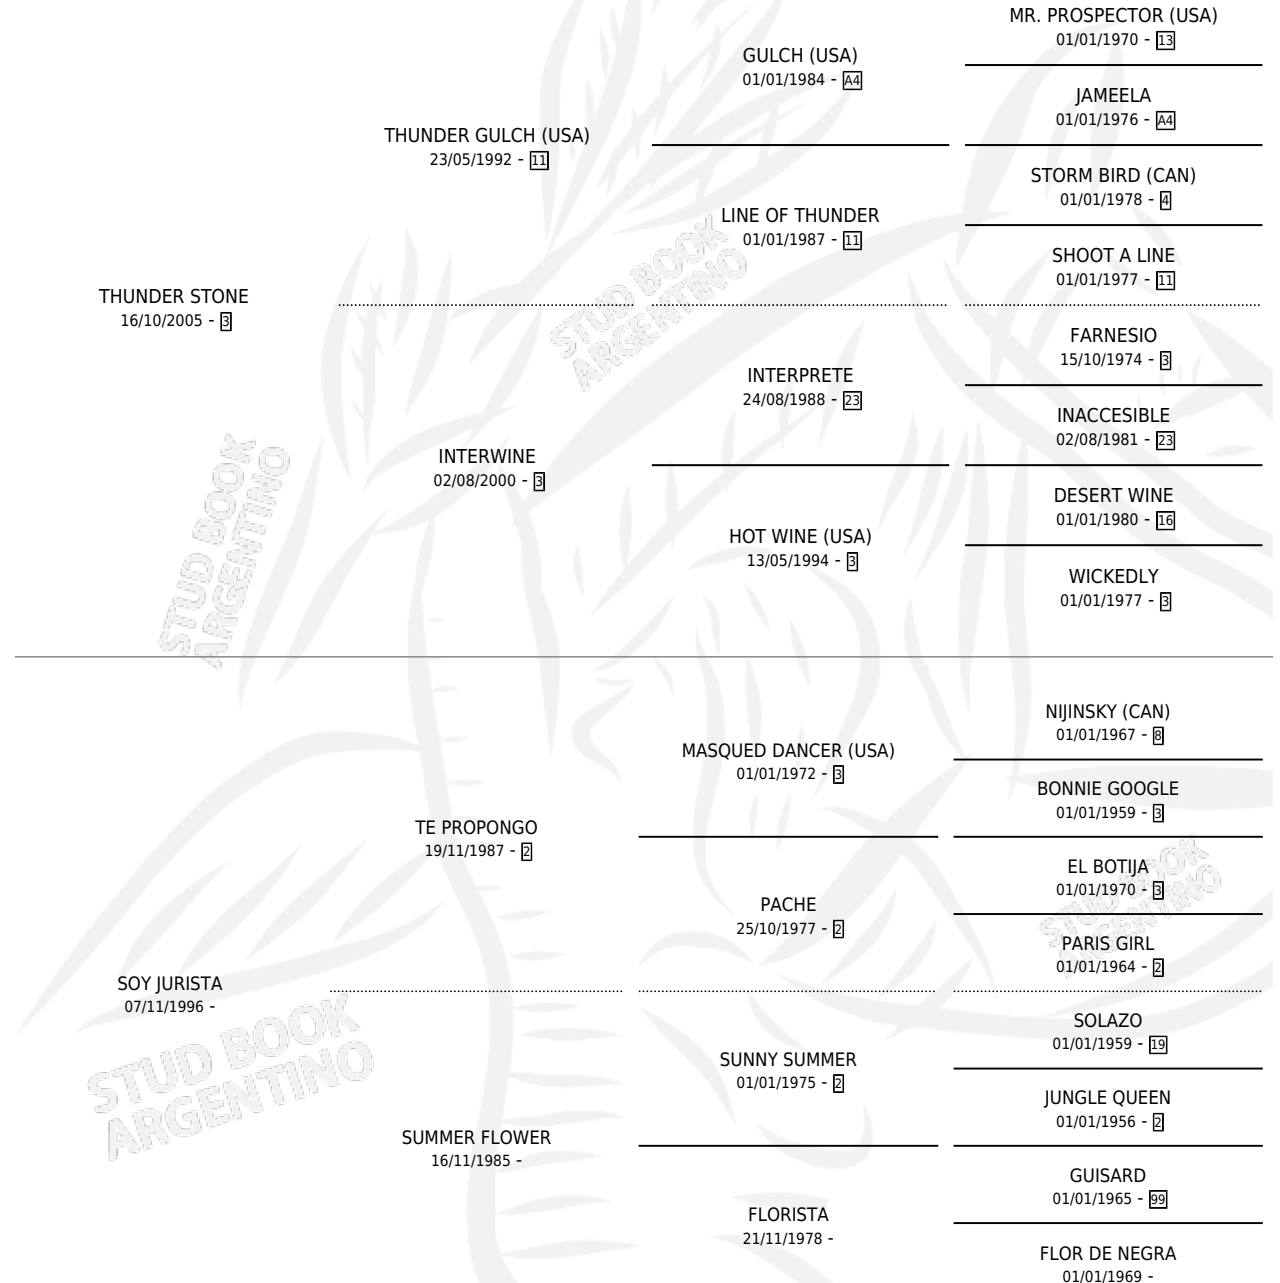 MR. PROSPECTOR (USA)
01/01/1970 - 13
GULCH (USA)
01/01/1984 - A4
JAMEELA
01/01/1976 - A4
THUNDER GULCH (USA)
23/05/1992 - 11
STORM BIRD (CAN)
01/01/1978 - 4
LINE OF THUNDER
01/01/1987 - 11
SHOOT A LINE
01/01/1977 - 11
THUNDER STONE
16/10/2005 - 3
FARNESIO
15/10/1974 - 3
INTERPRETE
24/08/1988 - 23
INACCESIBLE
02/08/1981 - 23
INTERWINE
02/08/2000 - 3
DESERT WINE
01/01/1980 - 16
HOT WINE (USA)
13/05/1994 - 3
WICKEDLY
01/01/1977 - 3
NIJINSKY (CAN)
01/01/1967 - 8
MASQUED DANCER (USA)
01/01/1972 - 3
BONNIE GOOGLE
01/01/1959 - 3
TE PROPONGO
19/11/1987 - 2
EL BOTIJA
01/01/1970 - 3
PACHE
25/10/1977 - 2
PARIS GIRL
01/01/1964 - 2
SOY JURISTA
07/11/1996 -
SOLAZO
01/01/1959 - 19
SUNNY SUMMER
01/01/1975 - 2
JUNGLE QUEEN
01/01/1956 - 2
SUMMER FLOWER
16/11/1985 -
GUISARD
01/01/1965 - 99
FLORISTA
21/11/1978 -
FLOR DE NEGRA
01/01/1969 -
STUD BOOK
ARGENTINO
STUD BOOK
ARGENTINO
STUD BOOK
ARGENTINO
STUD BOOK
ARGENTINO